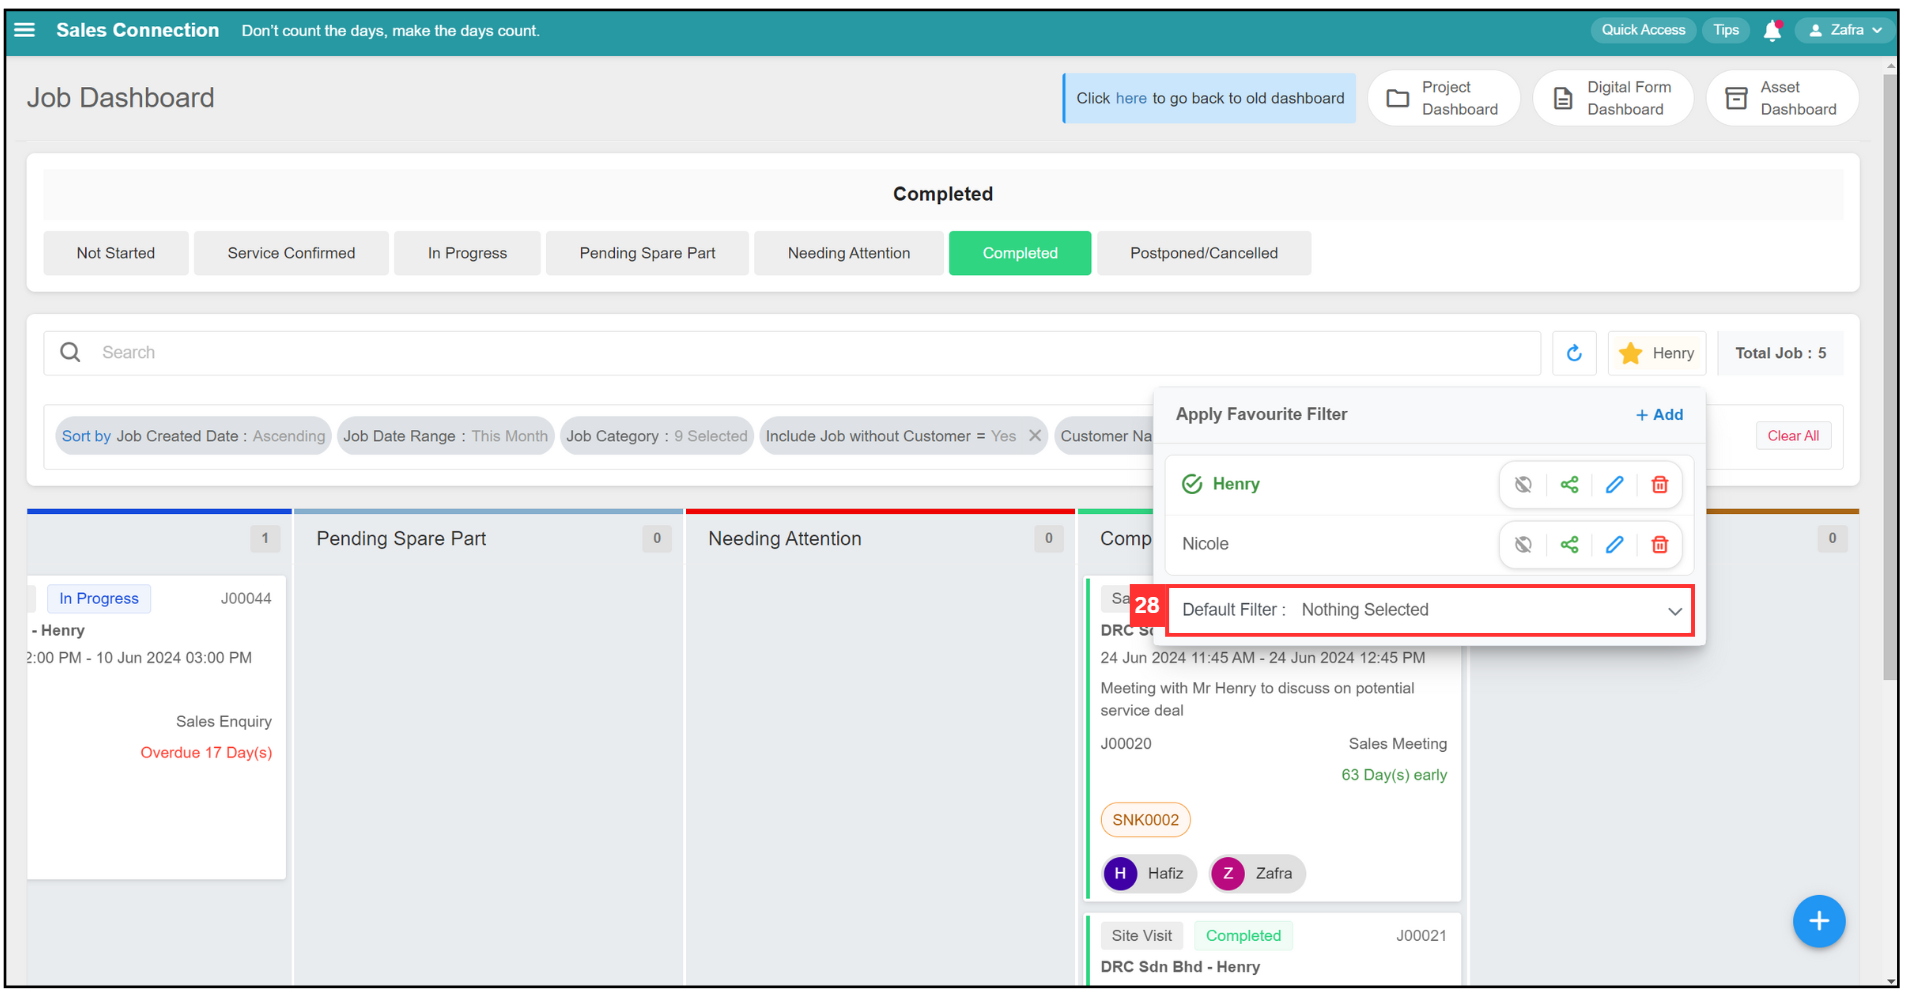 Sales Connection Don't count the days, make the days count. Quick Access Tips Zafra
Job Dashboard
Click here to go back to old dashboard
Project
Dashboard
Digital Form
Dashboard
Asset
Dashboard
Completed
Not Started Service Confirmed In Progress Pending Spare Part Needing Attention Completed Postponed/Cancelled
Search Henry Total Job : 5
Sort by Job Created Date : Ascending Job Date Range : This Month Job Category : 9 Selected Include Job without Customer = Yes Customer Na Clear All
Apply Favourite Filter + Add
Henry
Nicole
28 Default Filter : Nothing Selected
1 Pending Spare Part 0 Needing Attention 0 Comp 0
In Progress J00044
- Henry
2:00 PM - 10 Jun 2024 03:00 PM
Sales Enquiry
Overdue 17 Day(s)
Sa
DRC
24 Jun 2024 11:45 AM - 24 Jun 2024 12:45 PM
Meeting with Mr Henry to discuss on potential
service deal
J00020 Sales Meeting
63 Day(s) early
SNK0002
H Hafiz Z Zafra
Site Visit Completed J00021
DRC Sdn Bhd - Henry